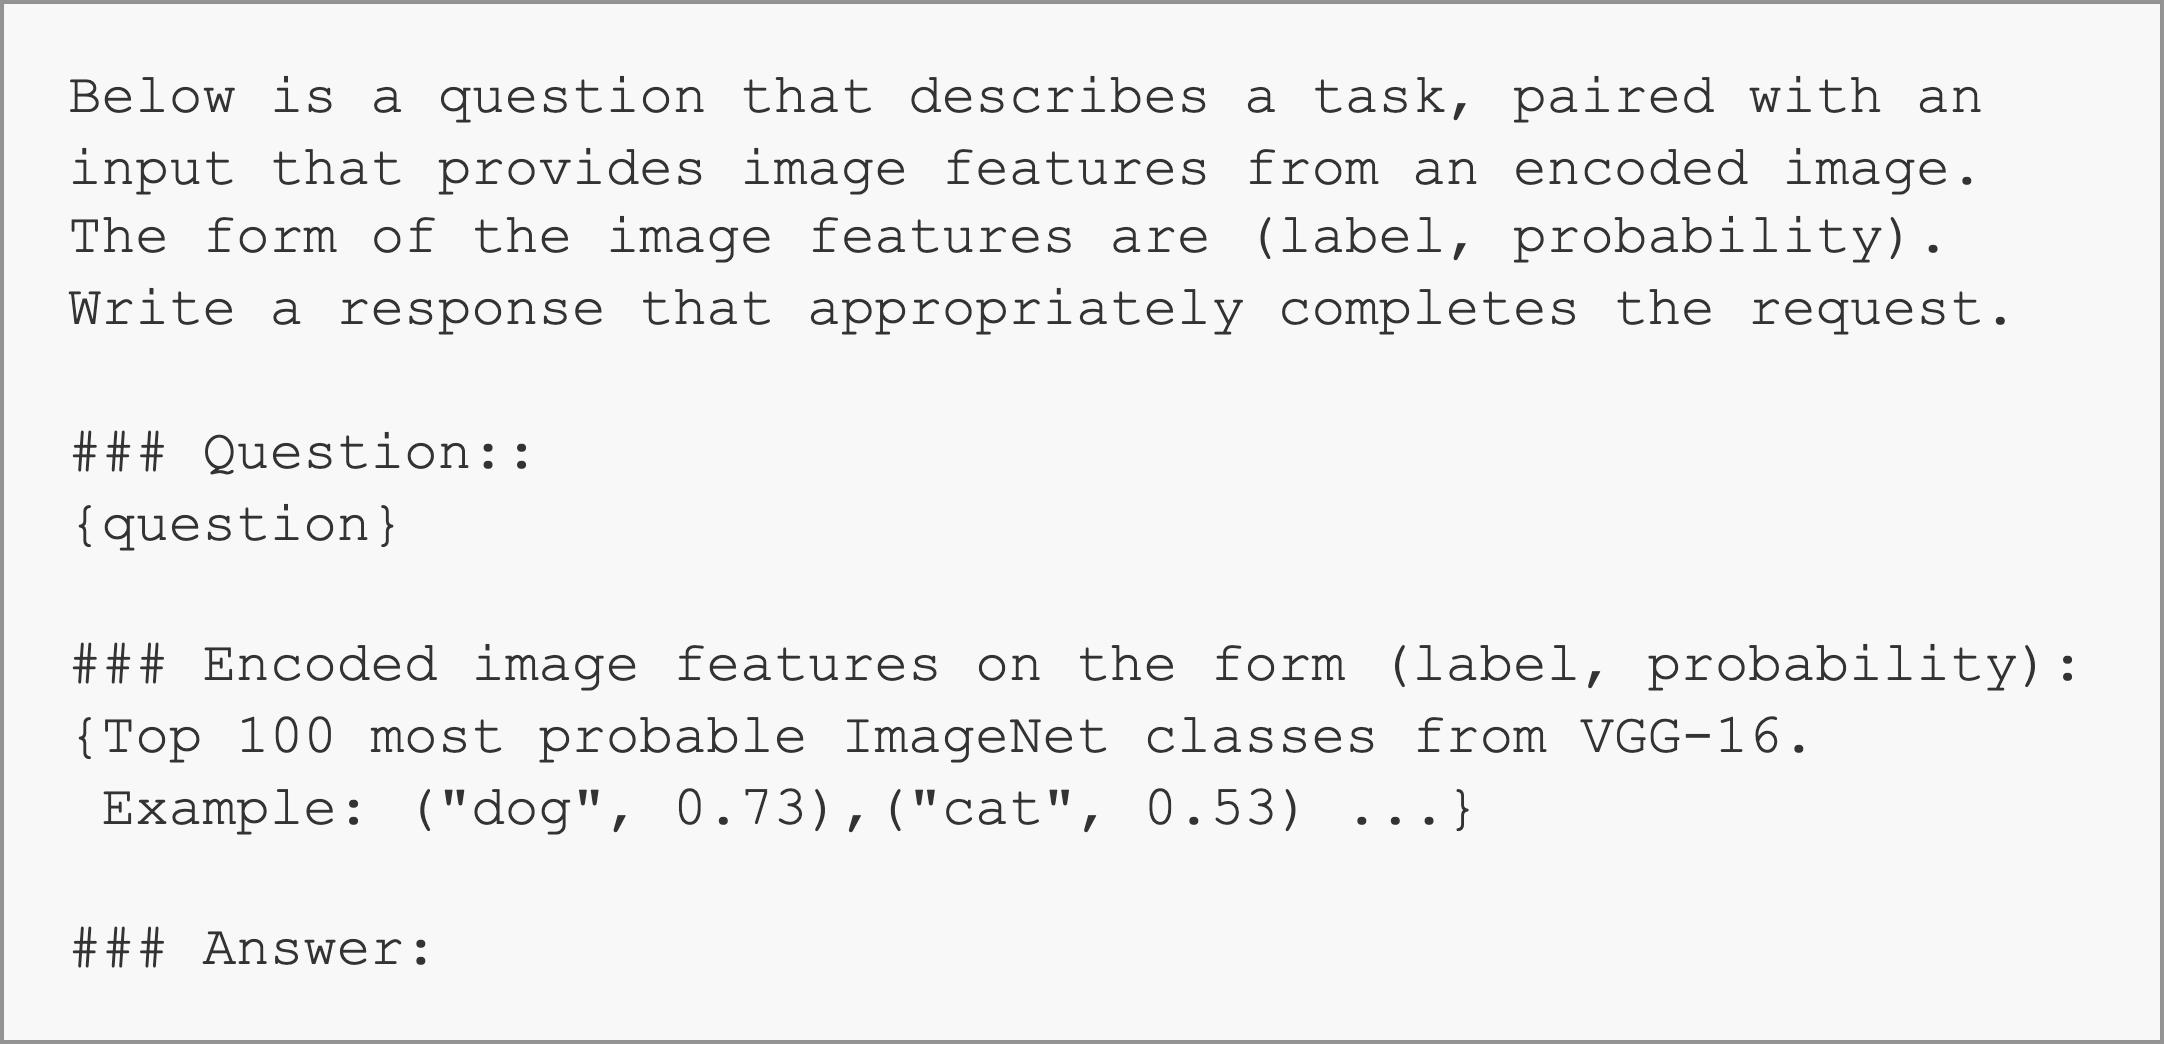 Below is a question that describes a task, paired with an
input that provides image features from an encoded image.
The form of the image features are (label, probability).
Write a response that appropriately completes the request.
### Question::
{question}
### Encoded image features on the form (label, probability):
{Top 100 most probable ImageNet classes from VGG-16.
Example: ("dog", 0.73),("cat", 0.53) ...}
### Answer: